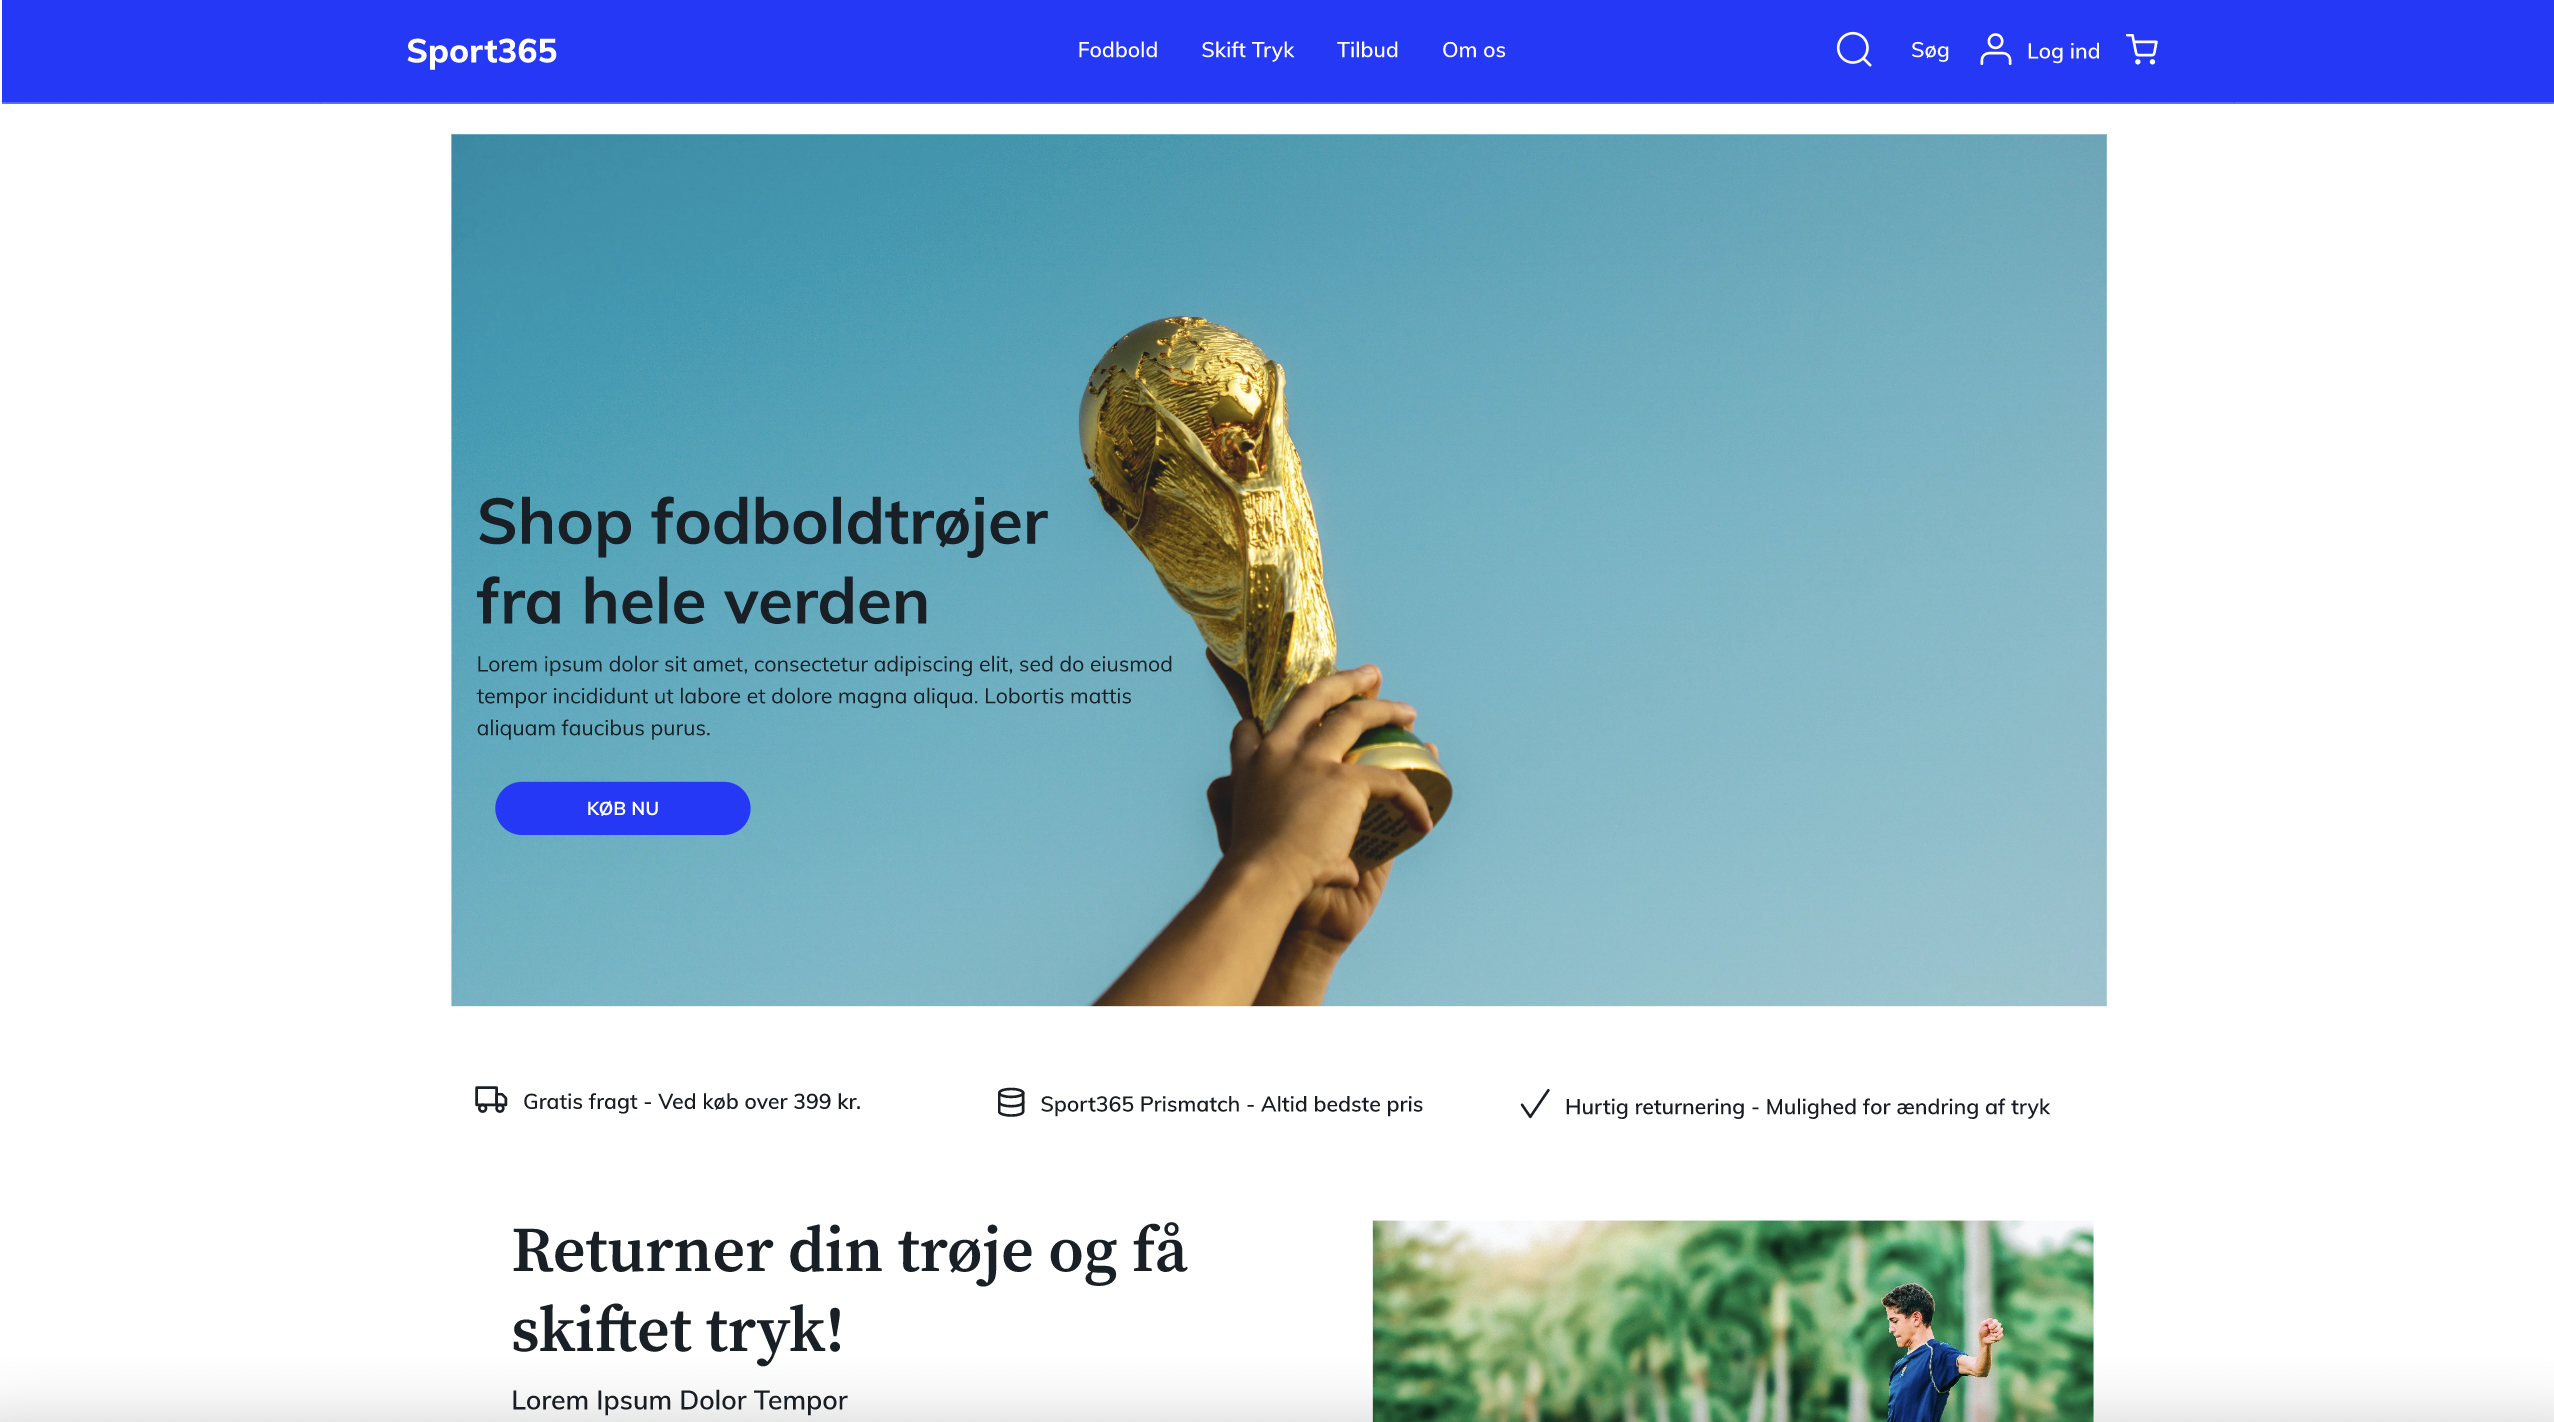 Sport365
Fodbold
Skift Tryk
Tilbud
Om os
Søg
Log ind
Shop fodboldtrøjer
fra hele verden
Lorem ipsum dolor sit amet, consectetur adipiscing elit, sed do eiusmod
tempor incididunt ut labore et dolore magna aliqua. Lobortis mattis
aliquam faucibus purus.
KØB NU
Gratis fragt - Ved køb over 399 kr.
Sport365 Prismatch - Altid bedste pris
Hurtig returnering - Mulighed for ændring af tryk
Returner din trøje og få
skiftet tryk!
Lorem Ipsum Dolor Tempor